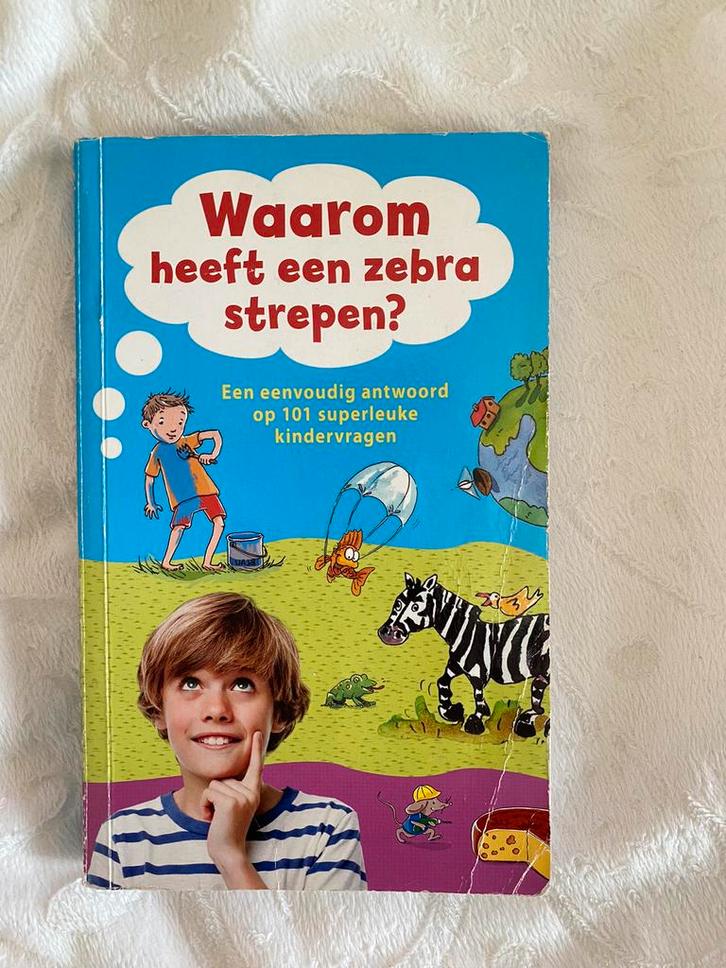 Waarom
heeft een zebra
strepen?
Een eenvoudig antwoord
op 101 superleuke
kindervragen